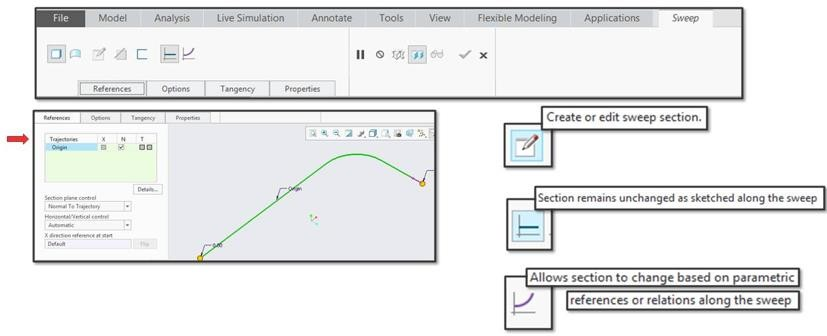 File Model Analysis Live Simulation Annotate Tools View Flexible Modeling Applications Sweep
References Options Tangency Properties
References Options Tangency Properties
Trajectories X N T
Origin
Details...
Section plane control
Normal To Trajectory
Horizontal/Vertical control
Automatic
X direction reference at start
Default Flip
Origin
0.00
Create or edit sweep section.
Section remains unchanged as sketched along the sweep
Allows section to change based on parametric
references or relations along the sweep